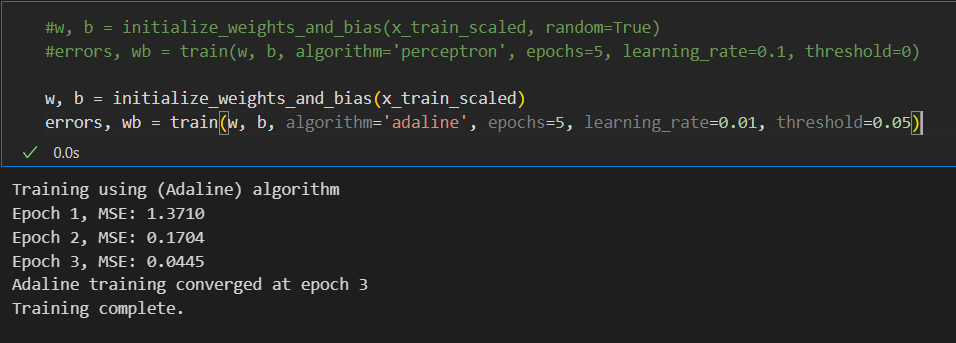 #w, b = initialize_weights_and_bias(x_train_scaled, random=True)
#errors, wb = train(w, b, algorithm='perceptron', epochs=5, learning_rate=0.1, threshold=0)
w, b = initialize_weights_and_bias(x_train_scaled)
errors, wb = train(w, b, algorithm='adaline', epochs=5, learning_rate=0.01, threshold=0.05)
0.0s
Training using (Adaline) algorithm
Epoch 1, MSE: 1.3710
Epoch 2, MSE: 0.1704
Epoch 3, MSE: 0.0445
Adaline training converged at epoch 3
Training complete.